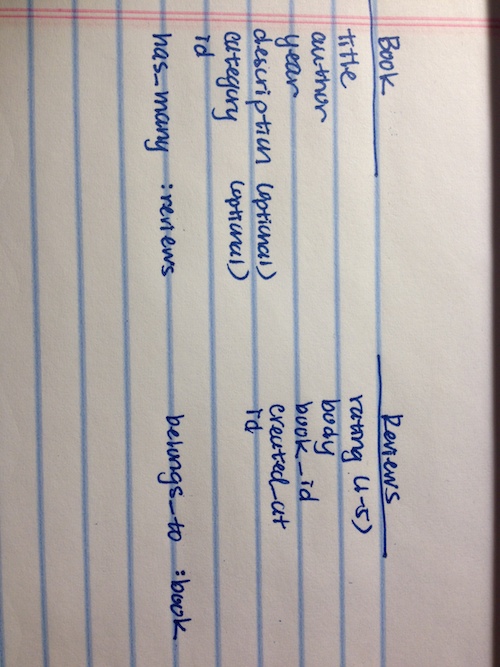 Book
title
author
year
description (optional)
category (optional)
id
has_many :reviews
Reviews
rating (1-5)
body
book_id
created_at
id
belongs_to :book